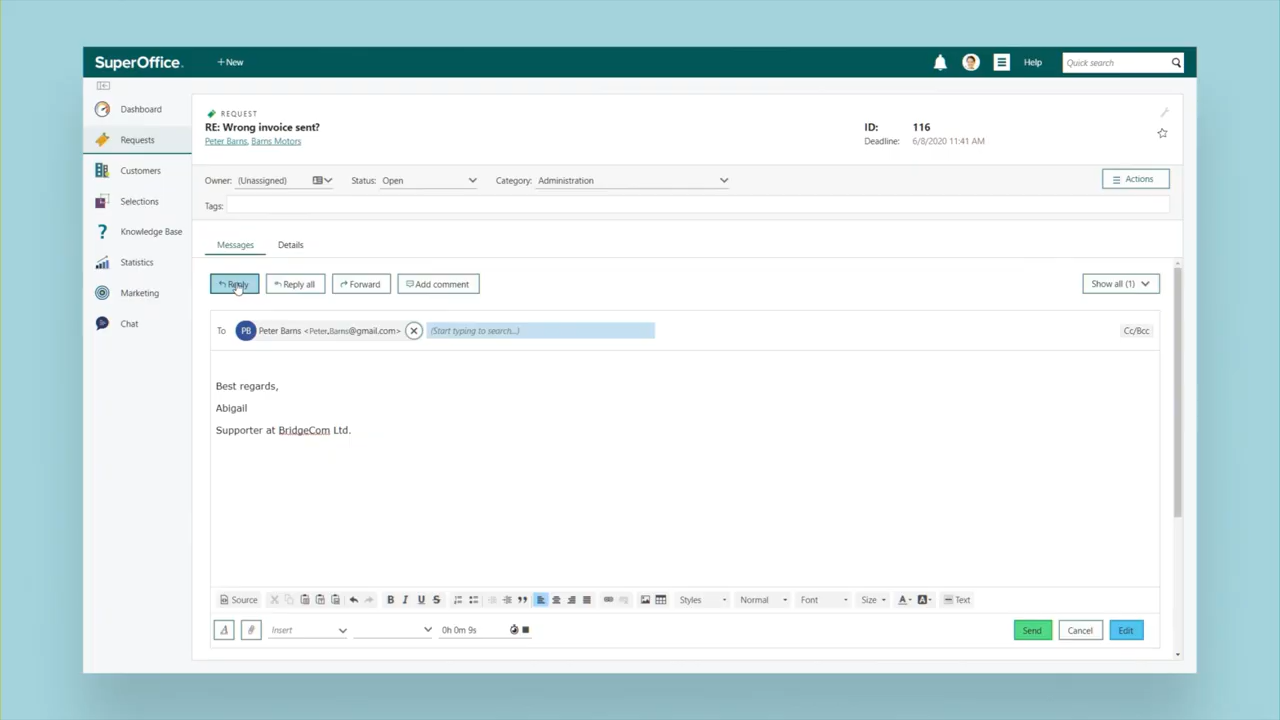 SuperOffice.
+New
Help
Quick search
Dashboard
Requests
Customers
Selections
Knowledge Base
Statistics
Marketing
Chat
REQUEST
RE: Wrong invoice sent?
Peter Barns, Barns Motors
ID: 116
Deadline: 6/8/2020 11:41 AM
Owner: (Unassigned) Status: Open Category: Administration
Actions
Tags:
Messages Details
Reply Reply all Forward Add comment Show all (1)
To PB Peter Barns <Peter.Barns@gmail.com> (Start typing to search...) Cc/Bcc
Best regards,
Abigail
Supporter at BridgeCom Ltd.
Source B I U S Styles Normal Font Size A A Text
Insert 0h 0m 9s Send Cancel Edit